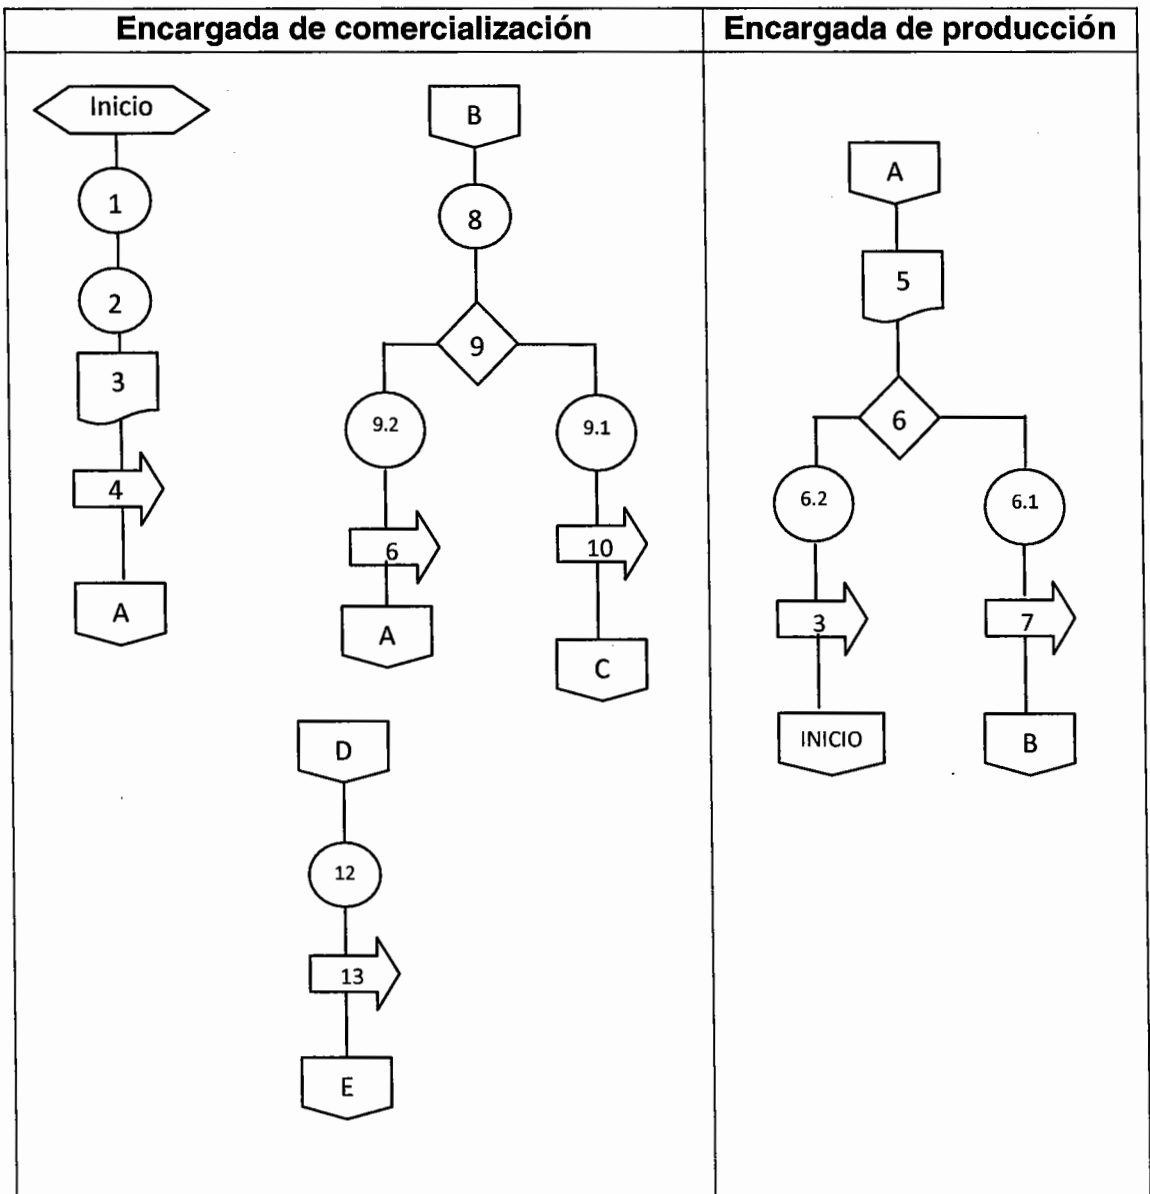 Encargada de comercialización
Encargada de producción
Inicio
1
2
3
4
A
B
8
9
9.2
9.1
6
10
A
C
D
12
13
E
A
5
6
6.2
6.1
3
7
INICIO
B